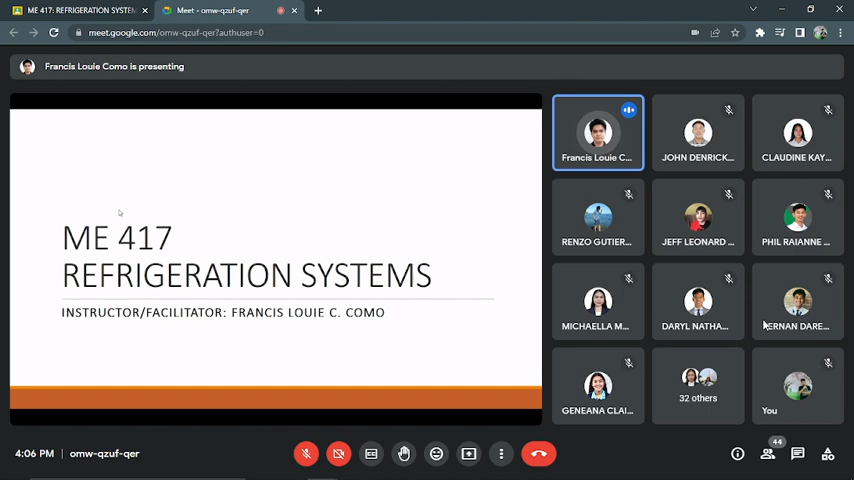 ME 417: REFRIGERATION SYSTEM
Meet - omw-qzuf-qer
meet.google.com/omw-qzuf-qer?authuser=0
Francis Louie Como is presenting
ME 417
REFRIGERATION SYSTEMS
INSTRUCTOR/FACILITATOR: FRANCIS LOUIE C. COMO
Francis Louie C...
JOHN DENRICK...
CLAUDINE KAY...
RENZO GUTIER...
JEFF LEONARD ...
PHIL RAIANNE ...
MICHAELLA M...
DARYL NATHA...
ERNAN DARE...
GENEANA CLAI...
32 others
You
4:06 PM | omw-qzuf-qer
44